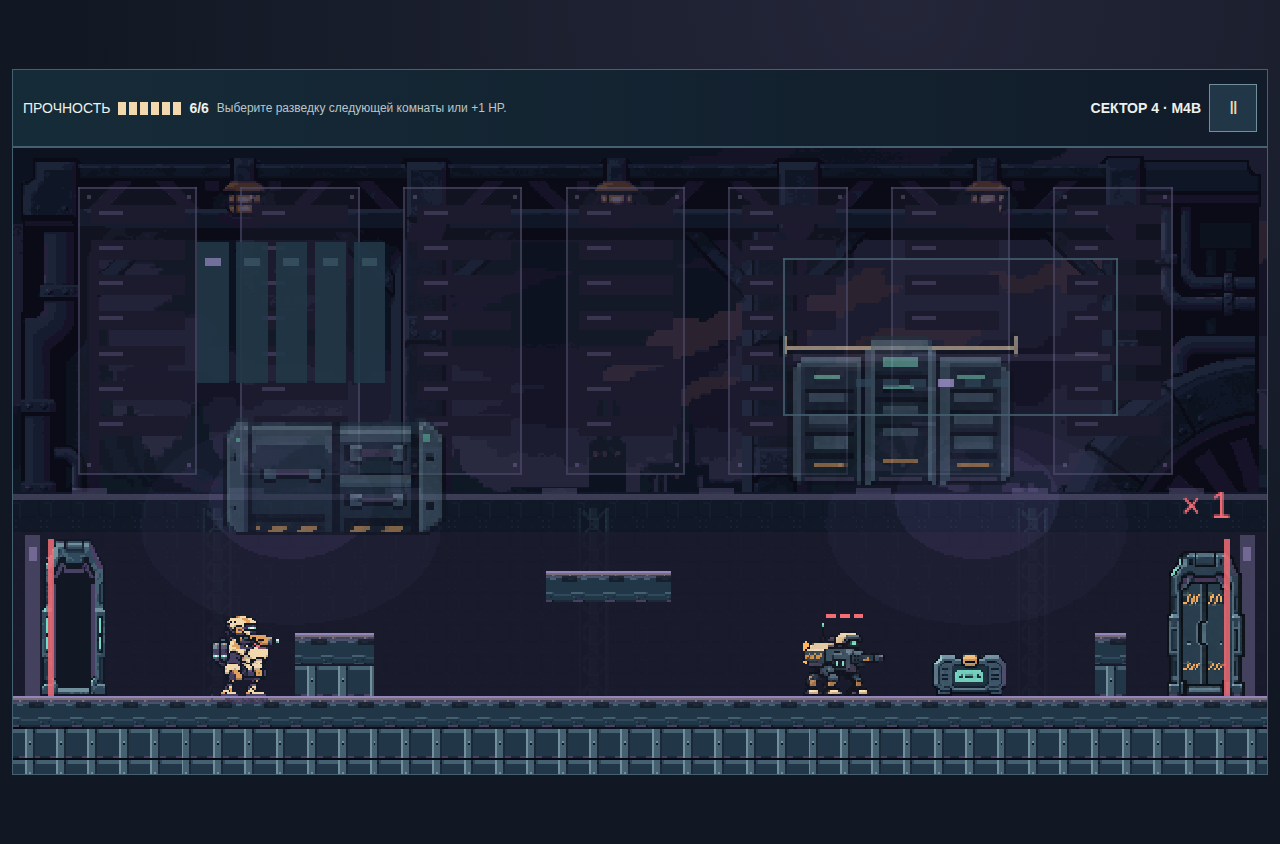 ПРОЧНОСТЬ 6/6 Выберите разведку следующей комнаты или +1 HP.
СЕКТОР 4 · M4B
× 1